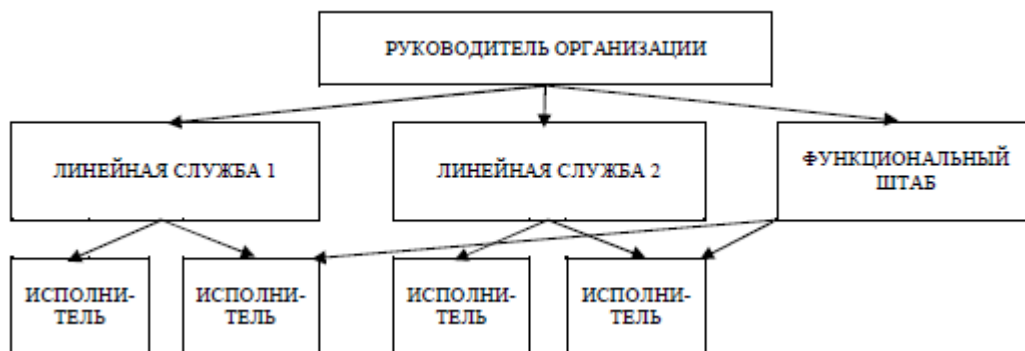 РУКОВОДИТЕЛЬ ОРГАНИЗАЦИИ
ЛИНЕЙНАЯ СЛУЖБА 1
ЛИНЕЙНАЯ СЛУЖБА 2
ФУНКЦИОНАЛЬНЫЙ
ШТАБ
ИСПОЛНИ-
ТЕЛЬ
ИСПОЛНИ-
ТЕЛЬ
ИСПОЛНИ-
ТЕЛЬ
ИСПОЛНИ-
ТЕЛЬ